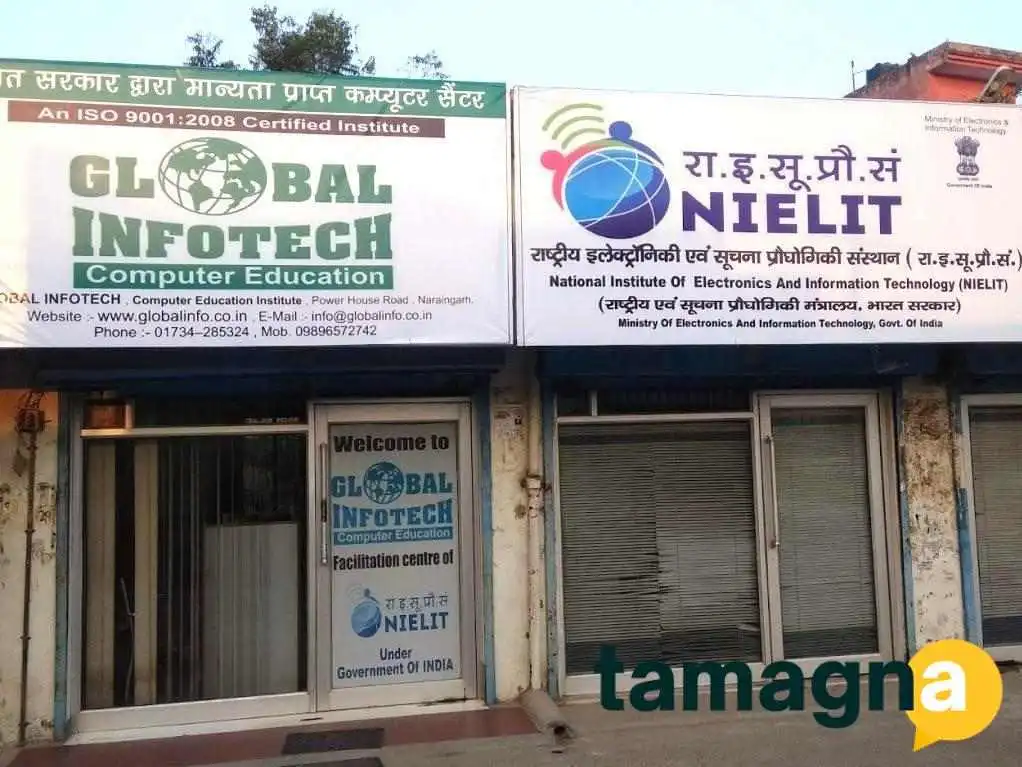 त सरकार द्वारा मान्यता प्राप्त कम्प्यूटर सैंटर
An ISO 9001:2008 Certified Institute
GLOBAL
INFOTECH
Computer Education
OBAL INFOTECH , Computer Education Institute , Power House Road , Naraingarh.
Website :- www.globalinfo.co.in , E-Mail :- info@globalinfo.co.in
Phone :- 01734–285324 , Mob. 09896572742
Ministry of Electronics &
Information Technology
Government Of India
रा.इ.सू.प्रौ.सं
NIELIT
राष्ट्रीय इलेक्ट्रॉनिकी एवं सूचना प्रौघोगिकी संस्थान ( रा.इ.सू.प्रौ.सं.)
National Institute Of Electronics And Information Technology (NIELIT)
(राष्ट्रीय एवं सूचना प्रौघोगिकी मंत्रालय, भारत सरकार)
Ministry Of Electronics And Information Technology, Govt. Of India
Welcome to
GLOBAL
INFOTECH
Computer Education
Facilitation centre of
रा.इ.सू.प्रौ.सं
NIELIT
Under
Government Of INDIA
tamagna